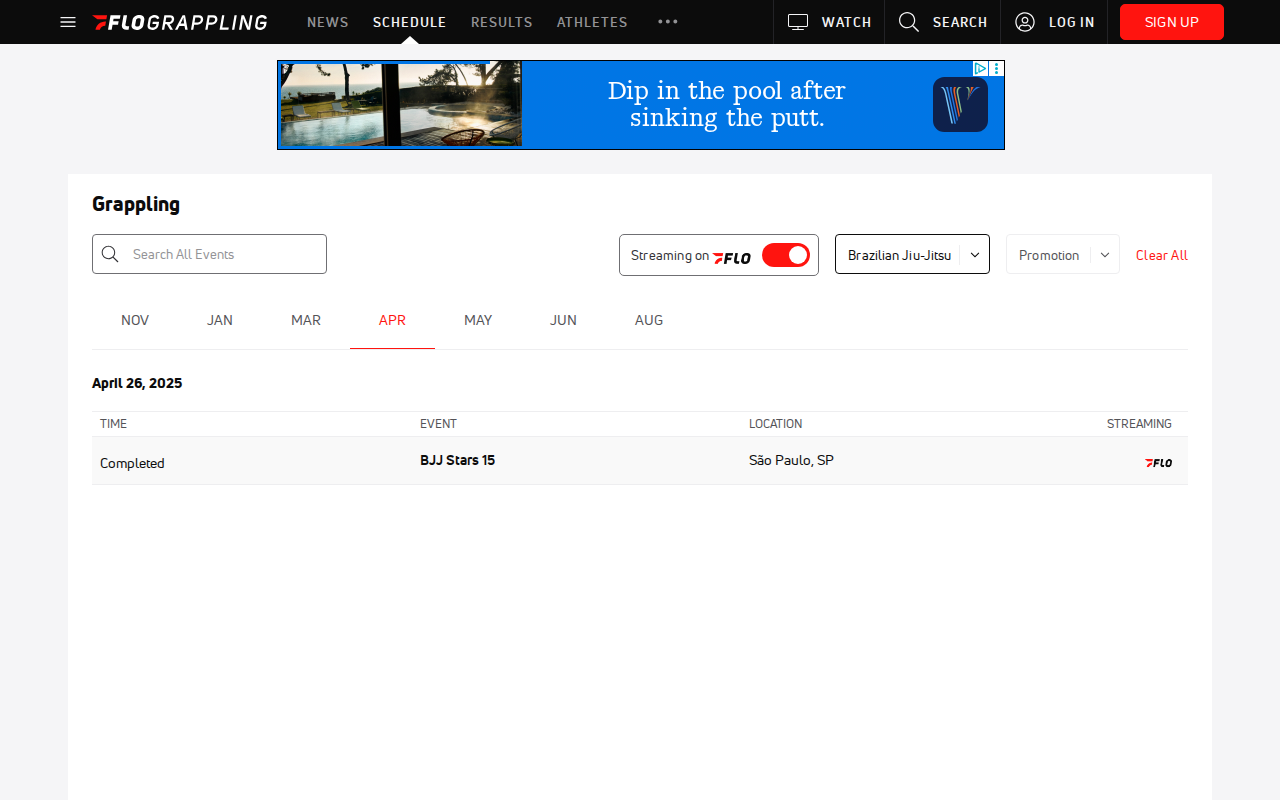 FLOGRAPPLING NEWS SCHEDULE RESULTS ATHLETES WATCH SEARCH LOG IN SIGN UP
Dip in the pool after
sinking the putt.
Grappling
Search All Events Streaming on FLO Brazilian Jiu-Jitsu Promotion Clear All
NOV JAN MAR APR MAY JUN AUG
April 26, 2025
TIME EVENT LOCATION STREAMING
Completed BJJ Stars 15 São Paulo, SP FLO